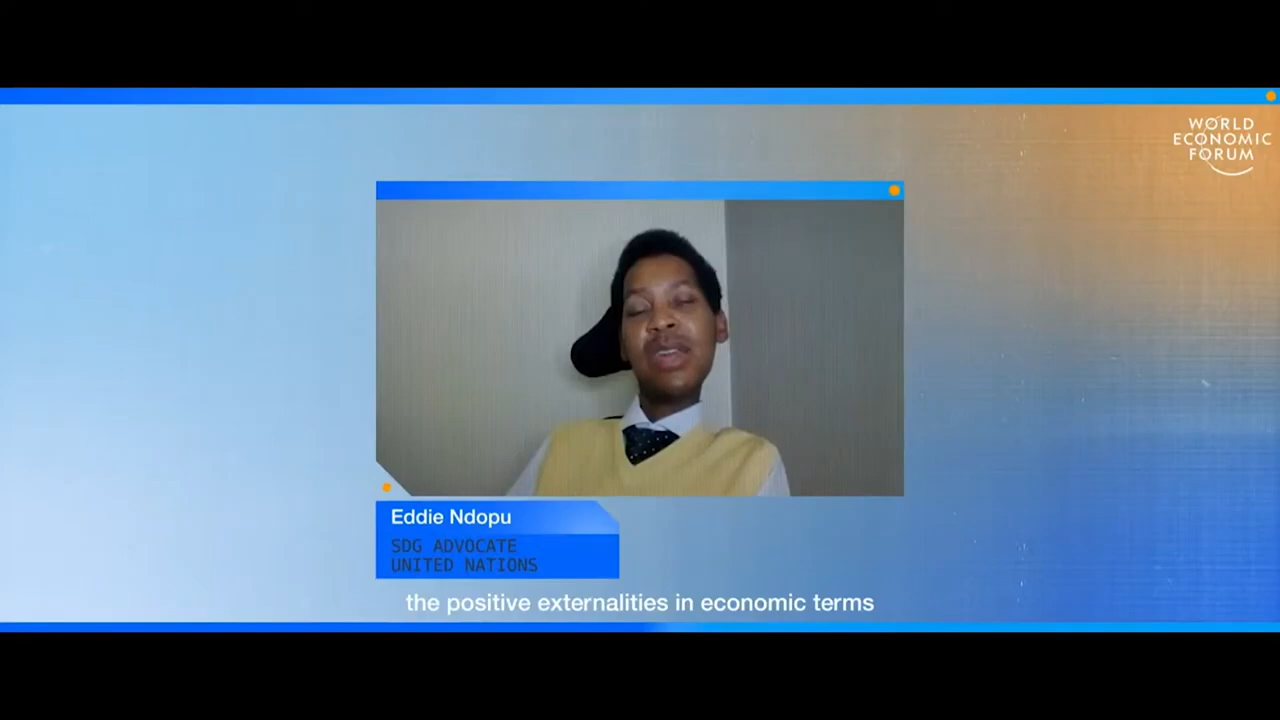 WORLD
ECONOMIC
FORUM
Eddie Ndopu
SDG ADVOCATE
UNITED NATIONS
the positive externalities in economic terms